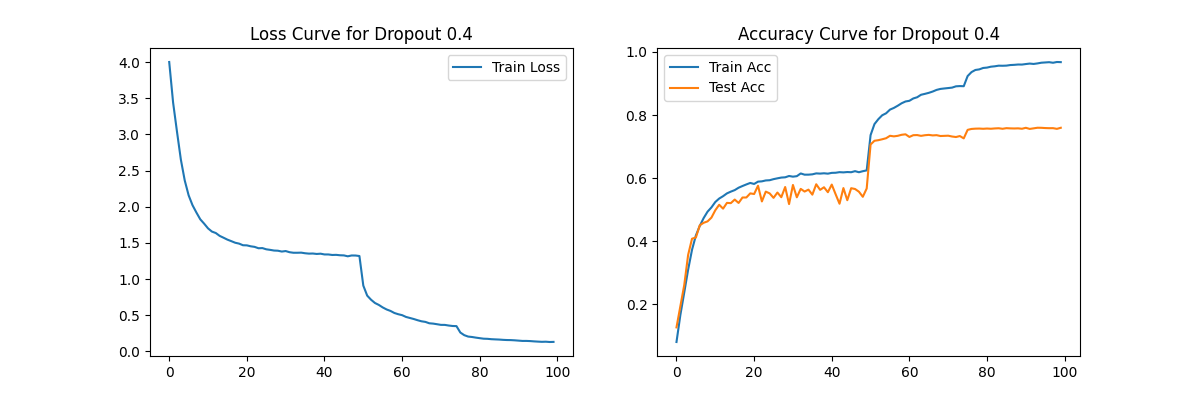 Loss Curve for Dropout 0.4
4.0
3.5
3.0
2.5
2.0
1.5
1.0
0.5
0.0
0 20 40 60 80 100
Train Loss
Accuracy Curve for Dropout 0.4
1.0
0.8
0.6
0.4
0.2
0 20 40 60 80 100
Train Acc
Test Acc